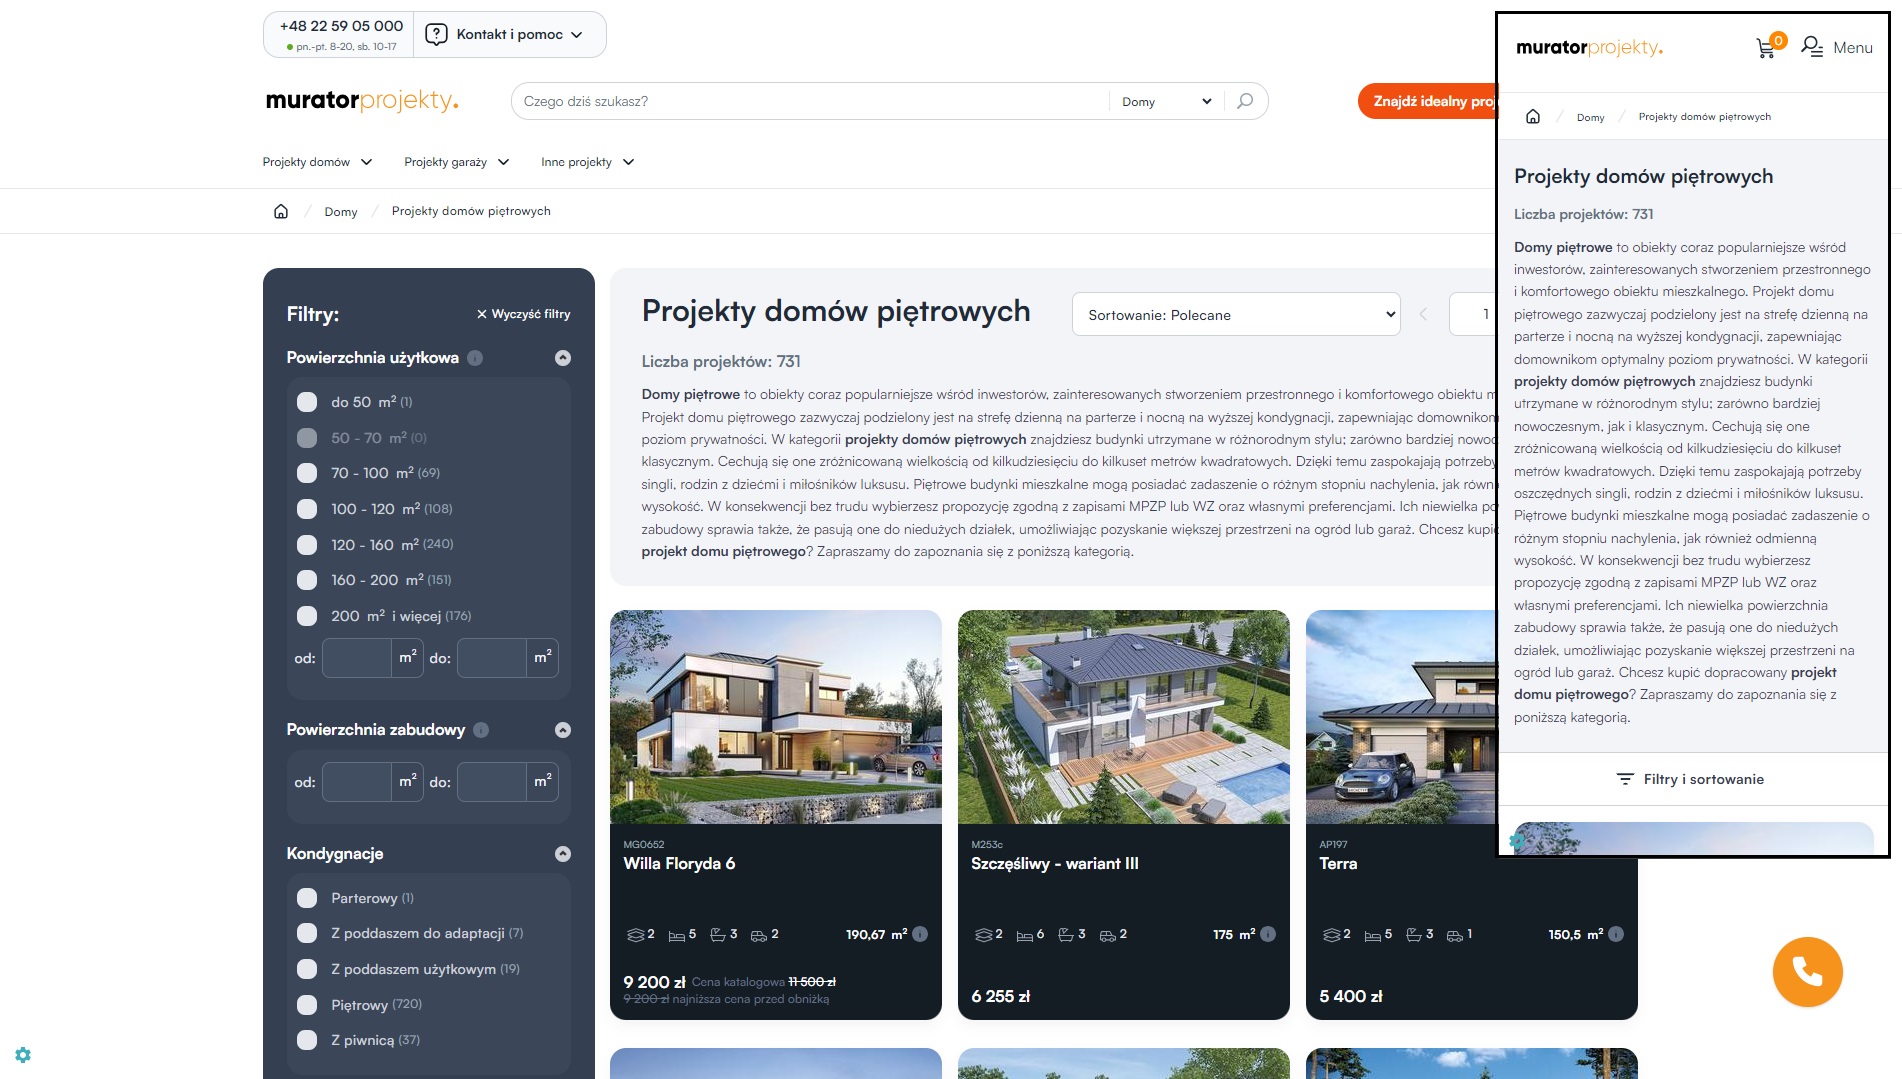 +48 22 59 05 000
pn.-pt. 8-20, sb. 10-17
Kontakt i pomoc
muratorprojekty.
Czego dziś szukasz?
Domy
Znajdź idealny proj
Projekty domów
Projekty garaży
Inne projekty
Domy
Projekty domów piętrowych
Filtry:
Wyczyść filtry
Powierzchnia użytkowa
do 50 m² (1)
50 - 70 m² (0)
70 - 100 m² (69)
100 - 120 m² (108)
120 - 160 m² (240)
160 - 200 m² (151)
200 m² i więcej (176)
od: m² do: m²
Powierzchnia zabudowy
od: m² do: m²
Kondygnacje
Parterowy (1)
Z poddaszem do adaptacji (7)
Z poddaszem użytkowym (19)
Piętrowy (720)
Z piwnicą (37)
Projekty domów piętrowych
Sortowanie: Polecane
1
Liczba projektów: 731
Domy piętrowe to obiekty coraz popularniejsze wśród inwestorów, zainteresowanych stworzeniem przestronnego i komfortowego obiektu m
Projekt domu piętrowego zazwyczaj podzielony jest na strefę dzienną na parterze i nocną na wyższej kondygnacji, zapewniając domownikom
poziom prywatności. W kategorii projekty domów piętrowych znajdziesz budynki utrzymane w różnorodnym stylu; zarówno bardziej nowoc
klasycznym. Cechują się one zróżnicowaną wielkością od kilkudziesięciu do kilkuset metrów kwadratowych. Dzięki temu zaspokajają potrzeby
singli, rodzin z dziećmi i miłośników luksusu. Piętrowe budynki mieszkalne mogą posiadać zadaszenie o różnym stopniu nachylenia, jak równ
wysokość. W konsekwencji bez trudu wybierzesz propozycję zgodną z zapisami MPZP lub WZ oraz własnymi preferencjami. Ich niewielka po
zabudowy sprawia także, że pasują one do niedużych działek, umożliwiając pozyskanie większej przestrzeni na ogród lub garaż. Chcesz kupić
projekt domu piętrowego? Zapraszamy do zapoznania się z poniższą kategorią.
MG0652
Willa Floryda 6
2 5 3 2 190,67 m²
9 200 zł Cena katalogowa 11 500 zł
9 200 zł najniższa cena przed obniżką
M253c
Szczęśliwy - wariant III
2 6 3 2 175 m²
6 255 zł
AP197
Terra
2 5 3 1 150,5 m²
5 400 zł
muratorprojekty.
0
Menu
Domy
Projekty domów piętrowych
Projekty domów piętrowych
Liczba projektów: 731
Domy piętrowe to obiekty coraz popularniejsze wśród
inwestorów, zainteresowanych stworzeniem przestronnego
i komfortowego obiektu mieszkalnego. Projekt domu
piętrowego zazwyczaj podzielony jest na strefę dzienną na
parterze i nocną na wyższej kondygnacji, zapewniając
domownikom optymalny poziom prywatności. W kategorii
projekty domów piętrowych znajdziesz budynki
utrzymane w różnorodnym stylu; zarówno bardziej
nowoczesnym, jak i klasycznym. Cechują się one
zróżnicowaną wielkością od kilkudziesięciu do kilkuset
metrów kwadratowych. Dzięki temu zaspokajają potrzeby
oszczędnych singli, rodzin z dziećmi i miłośników luksusu.
Piętrowe budynki mieszkalne mogą posiadać zadaszenie o
różnym stopniu nachylenia, jak również odmienną
wysokość. W konsekwencji bez trudu wybierzesz
propozycję zgodną z zapisami MPZP lub WZ oraz
własnymi preferencjami. Ich niewielka powierzchnia
zabudowy sprawia także, że pasują one do niedużych
działek, umożliwiając pozyskanie większej przestrzeni na
ogród lub garaż. Chcesz kupić dopracowany projekt
domu piętrowego? Zapraszamy do zapoznania się z
poniższą kategorią.
Filtry i sortowanie